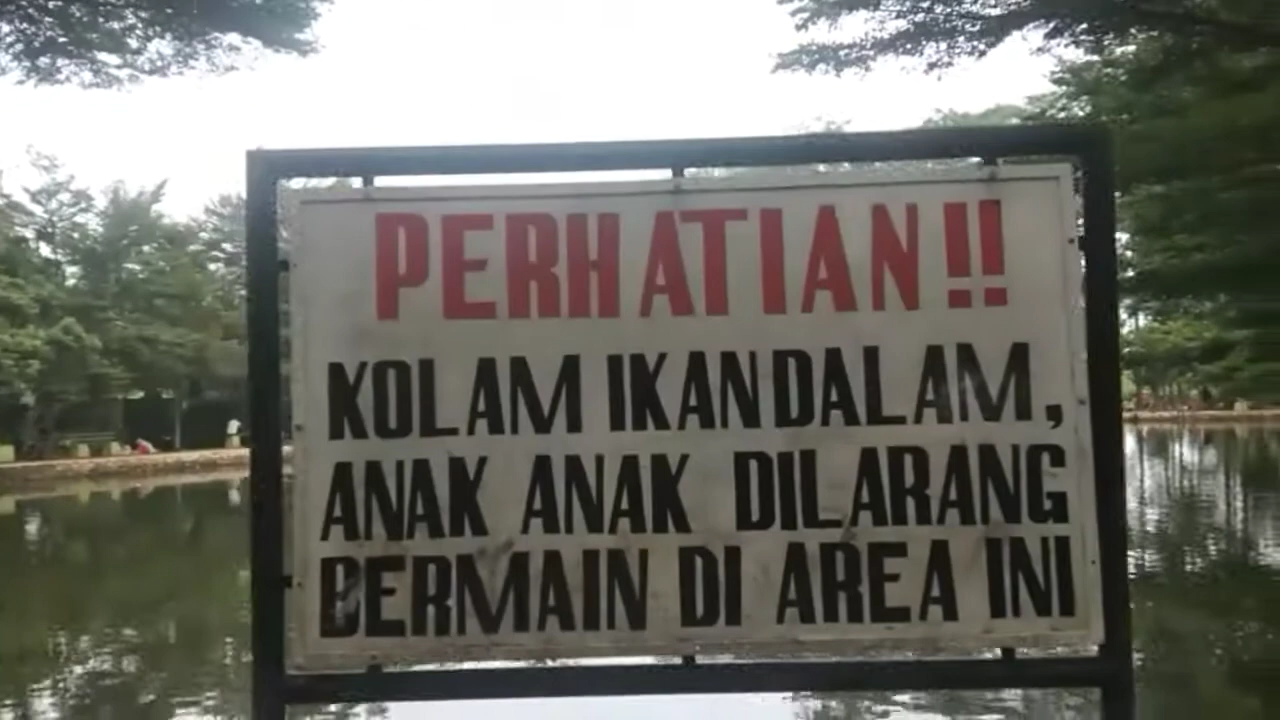 PERHATIAN!!
KOLAM IKAN DALAM,
ANAK ANAK DILARANG
BERMAIN DI AREA INI